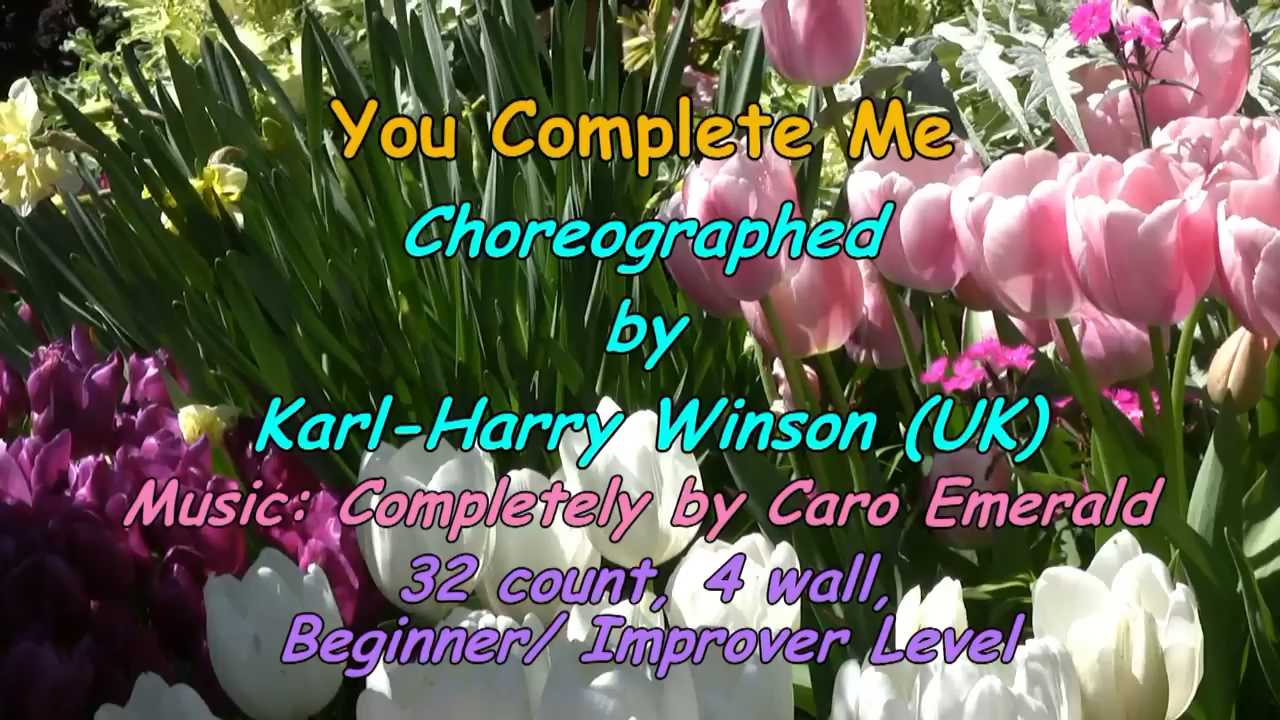 You Complete Me
Choreographed
by
Karl-Harry Winson (UK)
Music: Completely by Caro Emerald
32 count, 4 wall,
Beginner/ Improver Level